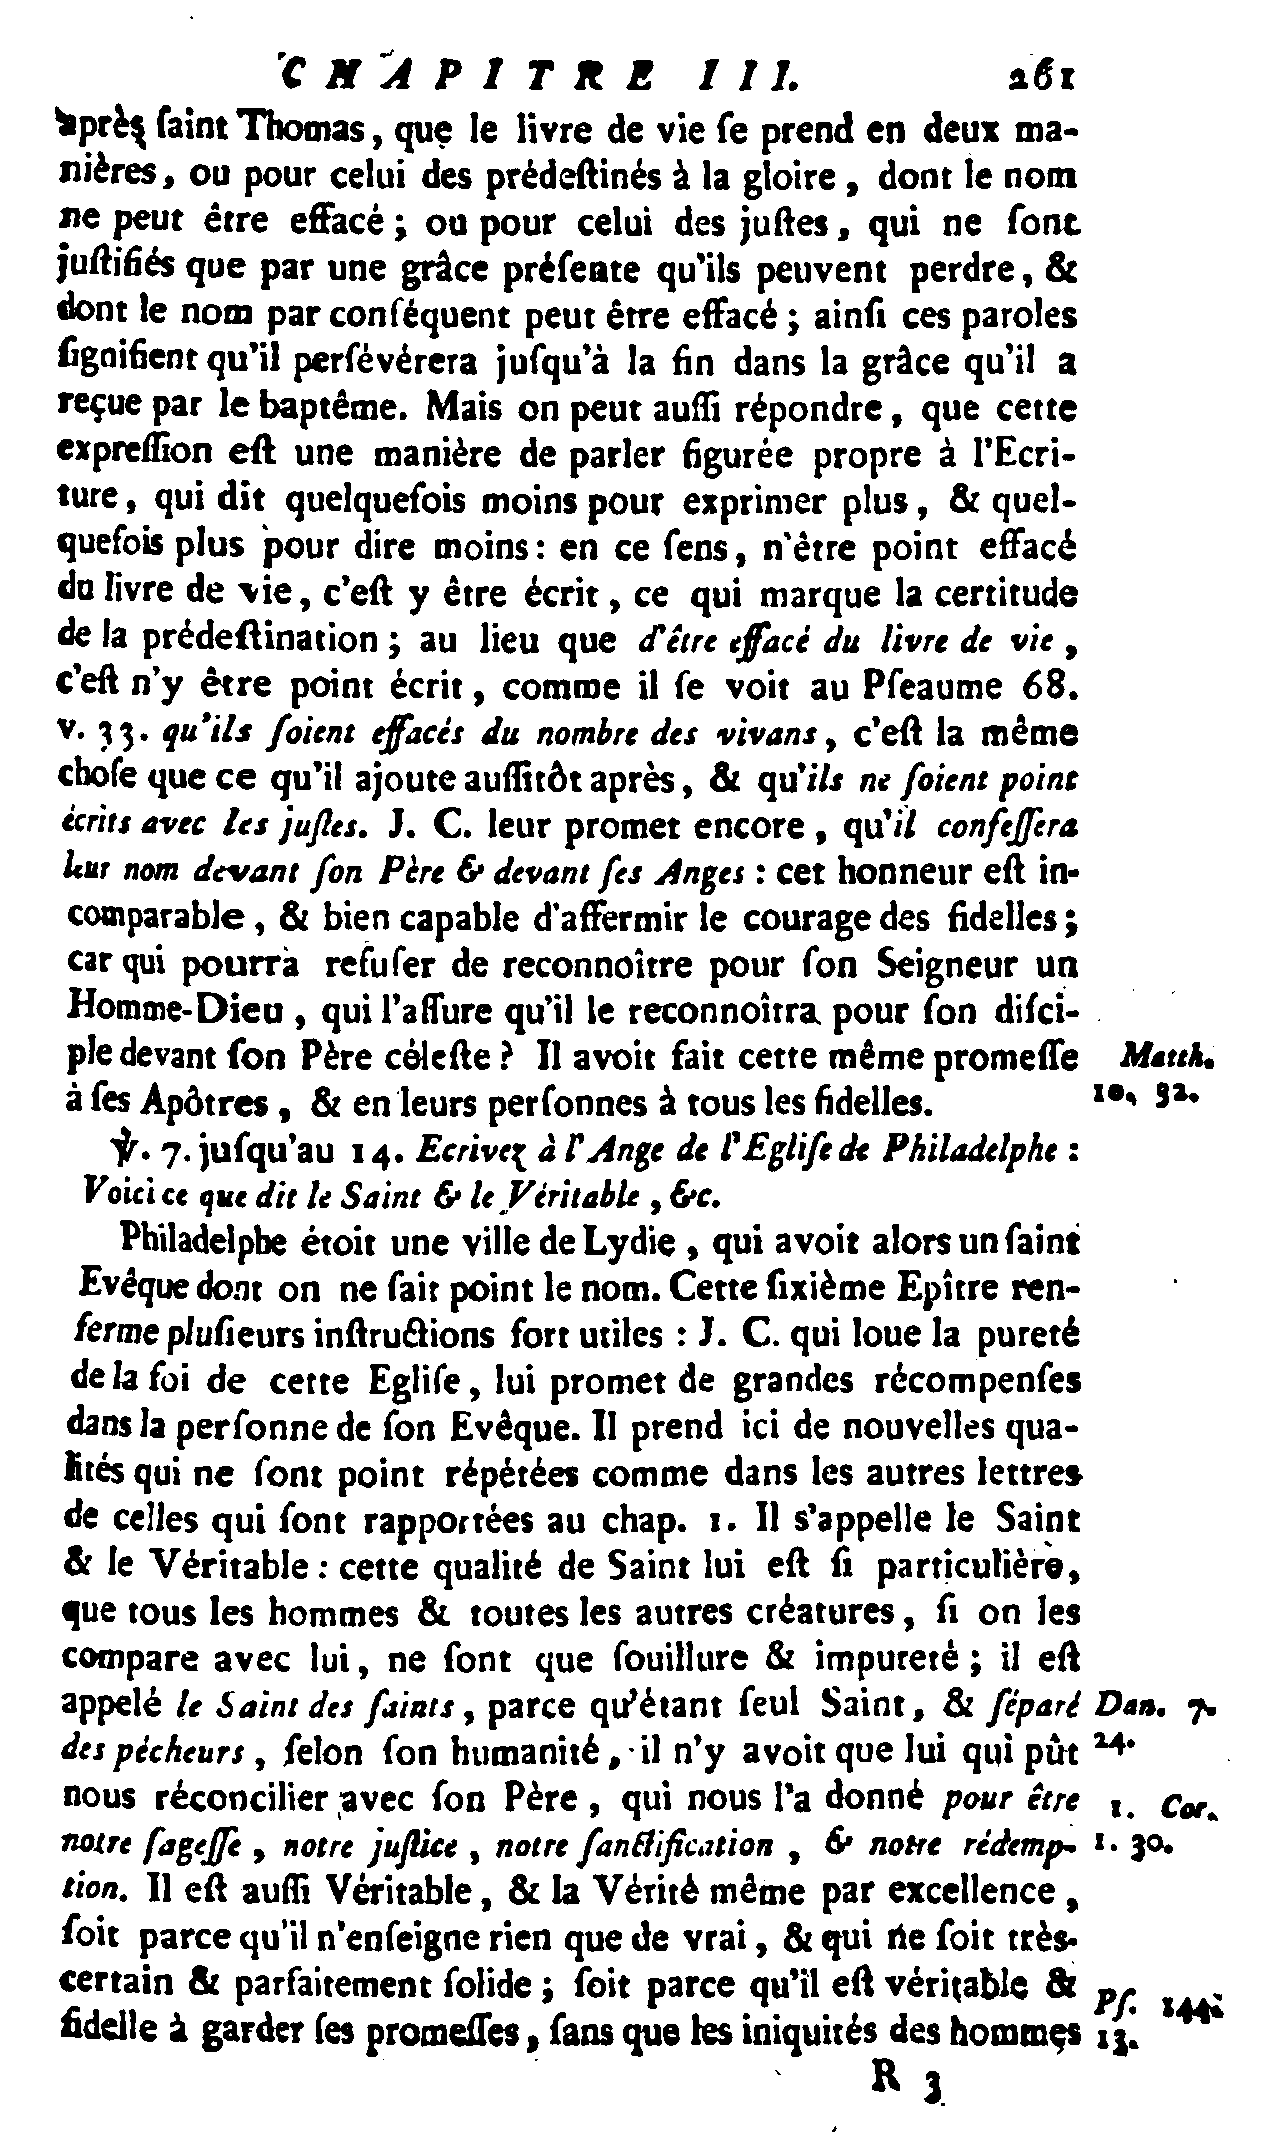 CHAPITRE III. 261
après ſaint Thomas, que le livre de vie ſe prend en deux ma-
nières, ou pour celui des prédeſtinés à la gloire, dont le nom
ne peut être effacé; ou pour celui des juſtes, qui ne ſont
juſtifiés que par une grâce préſente qu'ils peuvent perdre, &
dont le nom par conſéquent peut être effacé; ainſi ces paroles
ſignifient qu'il perſévérera juſqu'à la fin dans la grâce qu'il a
reçue par le baptême. Mais on peut auſſi répondre, que cette
expreſſion eſt une manière de parler figurée propre à l'Ecri-
ture, qui dit quelquefois moins pour exprimer plus, & quel-
quefois plus pour dire moins: en ce ſens, n'être point effacé
du livre de vie, c'eſt y être écrit, ce qui marque la certitude
de la prédeſtination; au lieu que d'être effacé du livre de vie,
c'eſt n'y être point écrit, comme il ſe voit au Pſeaume 68.
v. 33. qu'ils ſoient effacés du nombre des vivans, c'eſt la même
choſe que ce qu'il ajoute auſſitôt après, & qu'ils ne ſoient point
écrits avec les juſtes. J. C. leur promet encore, qu'il confeſſera
leur nom devant ſon Père & devant ſes Anges: cet honneur eſt in-
comparable, & bien capable d'affermir le courage des fidelles;
car qui pourra refuſer de reconnoître pour ſon Seigneur un
Homme-Dieu, qui l'aſſure qu'il le reconnoîtra pour ſon diſci-
ple devant ſon Père céleſte? Il avoit fait cette même promeſſe Matth.
à ſes Apôtres, & en leurs perſonnes à tous les fidelles. 10, 32.
℣. 7. juſqu'au 14. Ecrivez à l'Ange de l'Egliſe de Philadelphe:
Voici ce que dit le Saint & le Véritable, &c.
Philadelphe étoit une ville de Lydie, qui avoit alors un ſaint
Evêque dont on ne ſait point le nom. Cette ſixième Epître ren-
ferme pluſieurs inſtructions fort utiles: J. C. qui loue la pureté
de la foi de cette Egliſe, lui promet de grandes récompenſes
dans la perſonne de ſon Evêque. Il prend ici de nouvelles qua-
lités qui ne ſont point répétées comme dans les autres lettres
de celles qui ſont rapportées au chap. 1. Il s'appelle le Saint
& le Véritable: cette qualité de Saint lui eſt ſi particulière,
que tous les hommes & toutes les autres créatures, ſi on les
compare avec lui, ne ſont que ſouillure & impureté; il eſt
appelé le Saint des ſaints, parce qu'étant ſeul Saint, & ſéparé Dan. 7.
des pécheurs, ſelon ſon humanité, il n'y avoit que lui qui pût 24.
nous réconcilier avec ſon Père, qui nous l'a donné pour être 1. Cor.
notre ſageſſe, notre juſtice, notre ſanctification, & notre rédemp- 1. 30.
tion. Il eſt auſſi Véritable, & la Vérité même par excellence,
ſoit parce qu'il n'enſeigne rien que de vrai, & qui ne ſoit très-
certain & parfaitement ſolide; ſoit parce qu'il eſt véritable & Pſ. 144.
fidelle à garder ſes promeſſes, ſans que les iniquités des hommes 13.
R 3